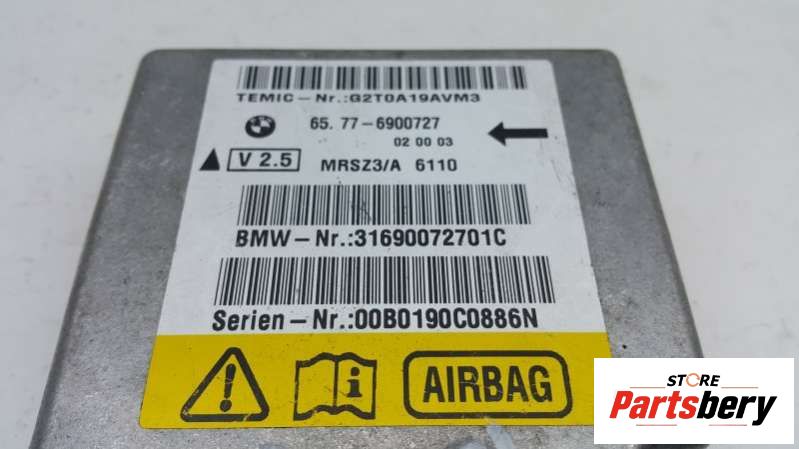 TEMIC-Nr.:G2T0A19AVM3
65. 77-6900727
02 00 03
V 2.5
MRSZ3/A 6110
BMW-Nr.:31690072701C
Serien-Nr.:00B0190C0886N
AIRBAG
STORE
Partsbery